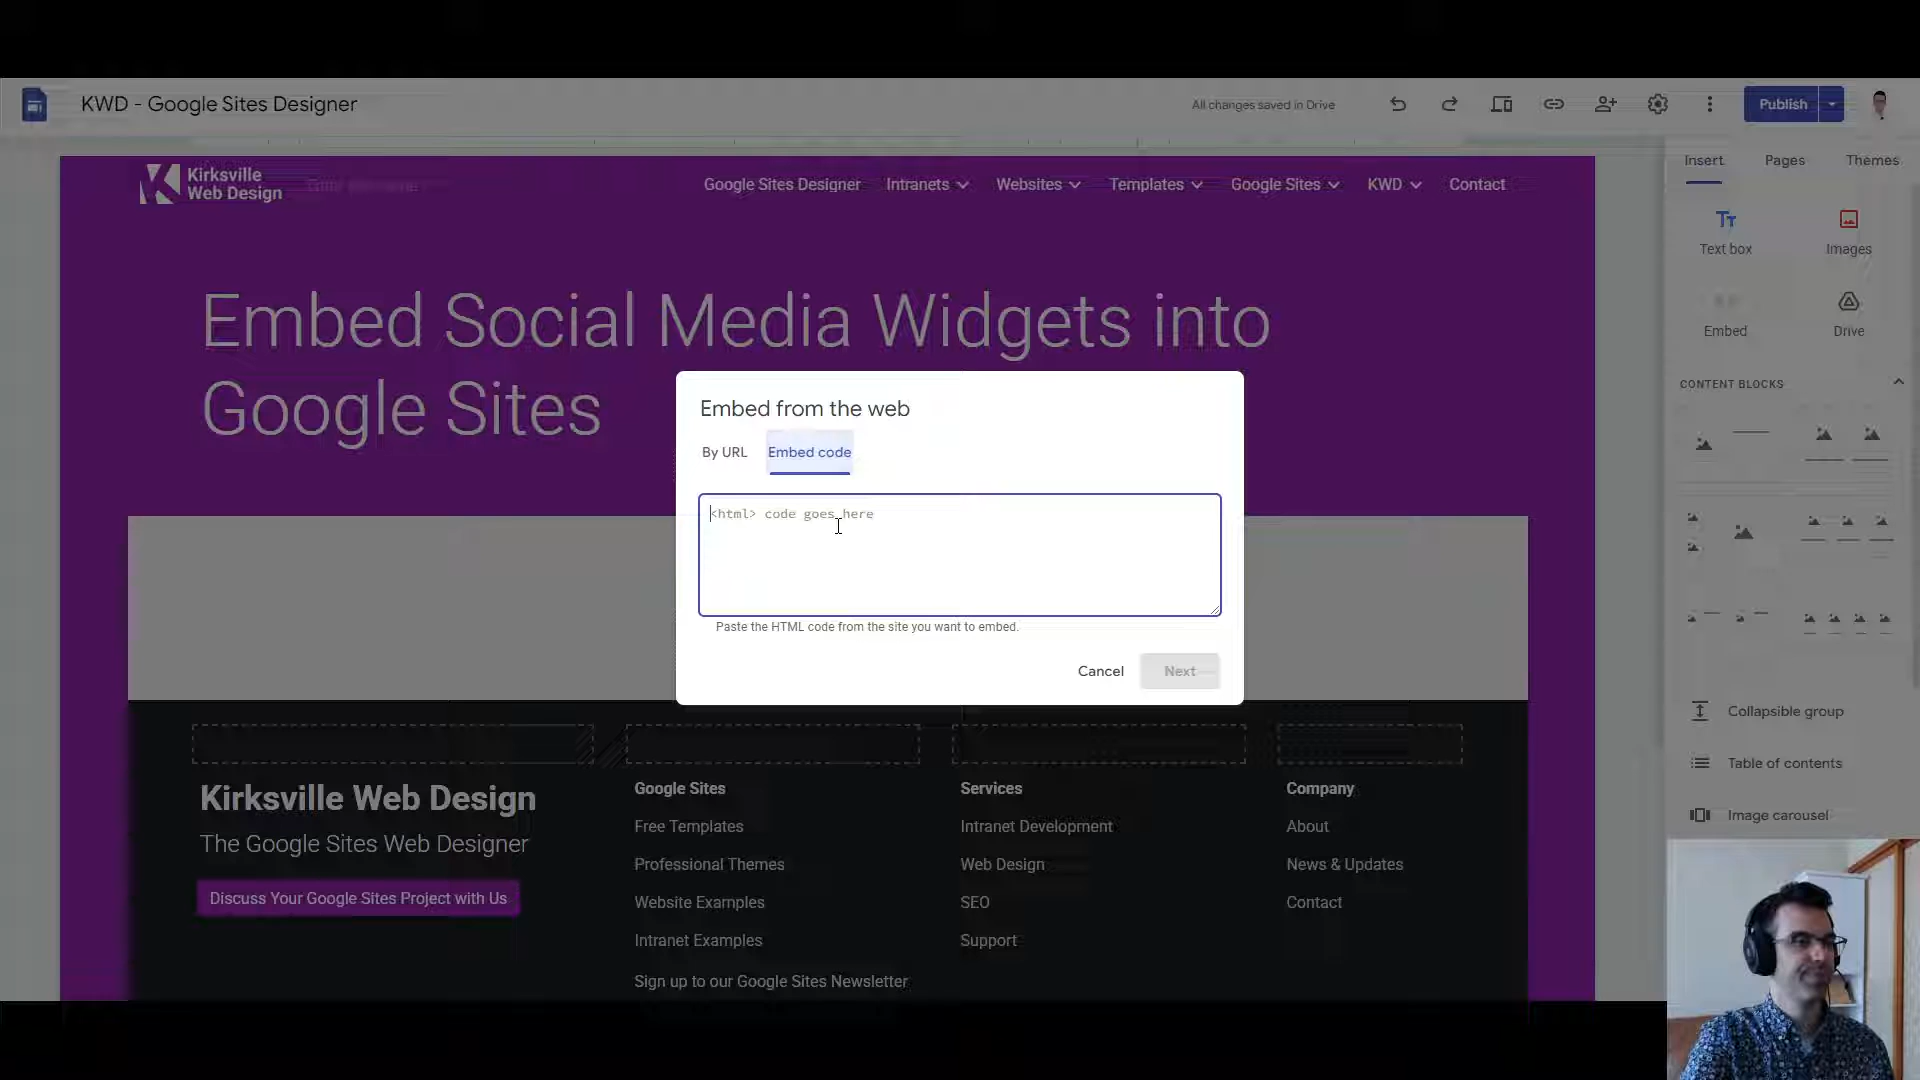 KWD - Google Sites Designer
All changes saved in Drive
Publish
Kirksville
Web Design
Google Sites Designer
Intranets
Websites
Templates
Google Sites
KWD
Contact
Insert
Pages
Themes
Text box
Images
Embed
Drive
CONTENT BLOCKS
Embed Social Media Widgets into
Google Sites
Embed from the web
By URL
Embed code
<html> code goes here
Paste the HTML code from the site you want to embed.
Cancel
Next
Collapsible group
Table of contents
Image carousel
Kirksville Web Design
The Google Sites Web Designer
Discuss Your Google Sites Project with Us
Google Sites
Free Templates
Professional Themes
Website Examples
Intranet Examples
Sign up to our Google Sites Newsletter
Services
Intranet Development
Web Design
SEO
Support
Company
About
News & Updates
Contact